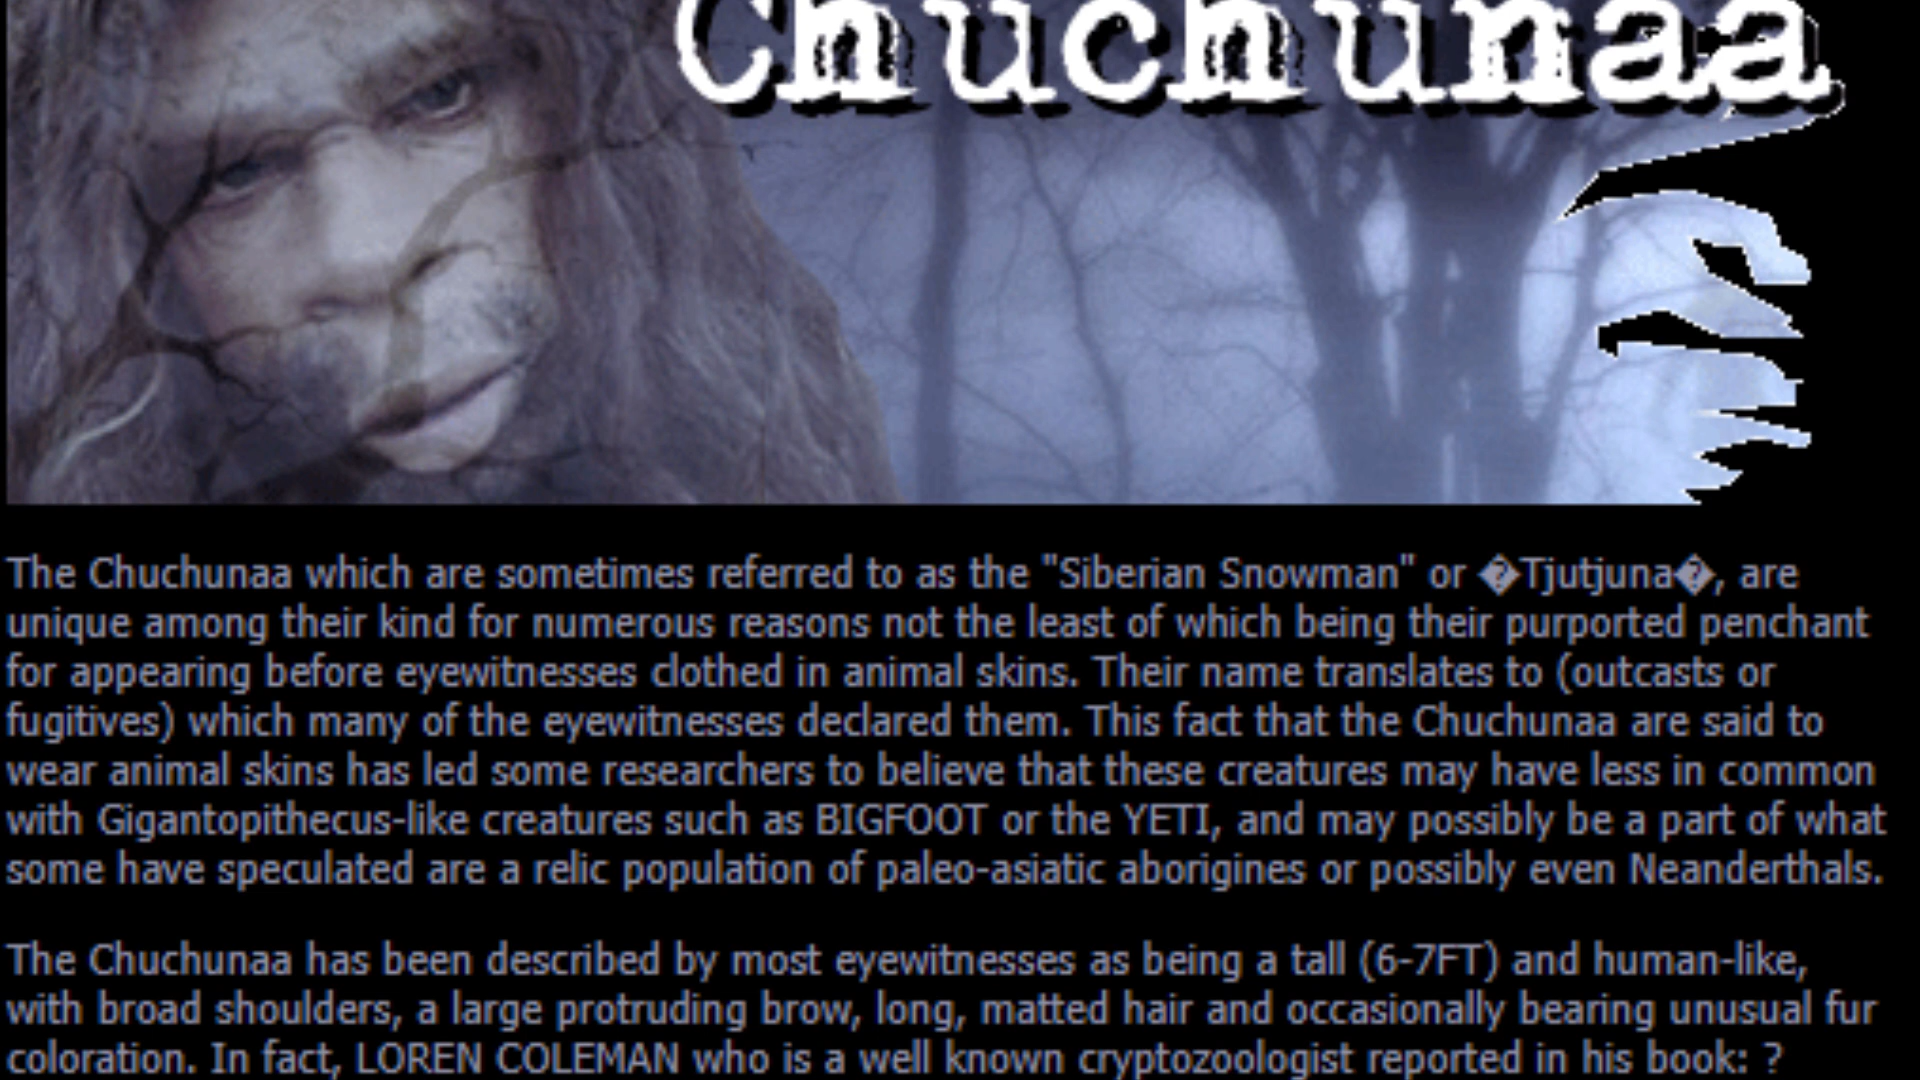 Chuchunaa
The Chuchunaa which are sometimes referred to as the "Siberian Snowman" or �Tjutjuna�, are
unique among their kind for numerous reasons not the least of which being their purported penchant
for appearing before eyewitnesses clothed in animal skins. Their name translates to (outcasts or
fugitives) which many of the eyewitnesses declared them. This fact that the Chuchunaa are said to
wear animal skins has led some researchers to believe that these creatures may have less in common
with Gigantopithecus-like creatures such as BIGFOOT or the YETI, and may possibly be a part of what
some have speculated are a relic population of paleo-asiatic aborigines or possibly even Neanderthals.
The Chuchunaa has been described by most eyewitnesses as being a tall (6-7FT) and human-like,
with broad shoulders, a large protruding brow, long, matted hair and occasionally bearing unusual fur
coloration. In fact, LOREN COLEMAN who is a well known cryptozoologist reported in his book: ?